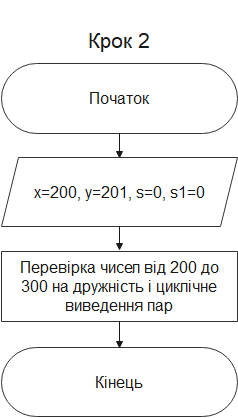 Крок 2
Початок
x=200, y=201, s=0, s1=0
Перевірка чисел від 200 до
300 на дружність і циклічне
виведення пар
Кінець